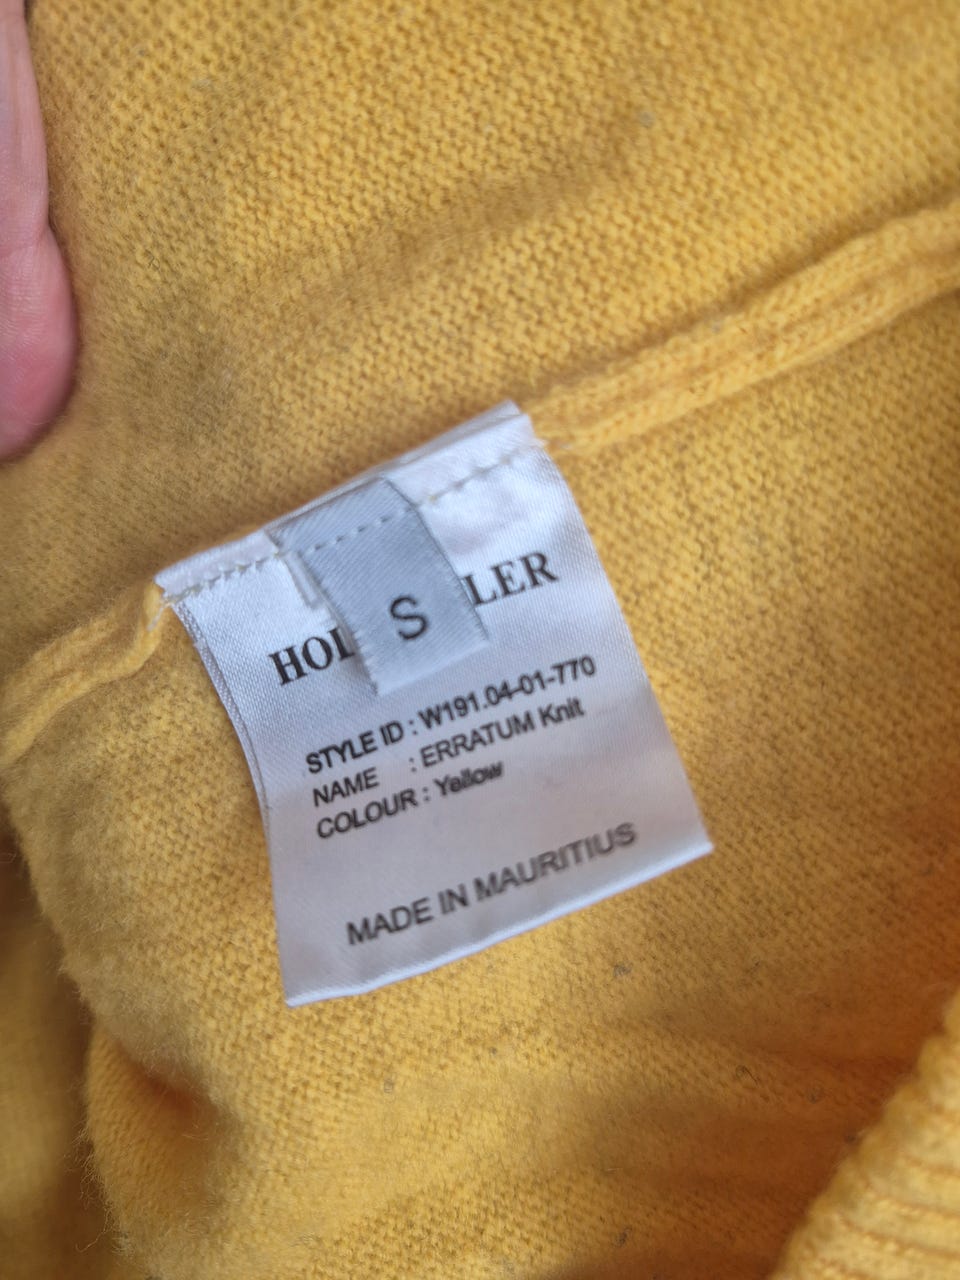 S
HOL LER
STYLE ID : W191.04-01-770
NAME : ERRATUM Knit
COLOUR : Yellow
MADE IN MAURITIUS